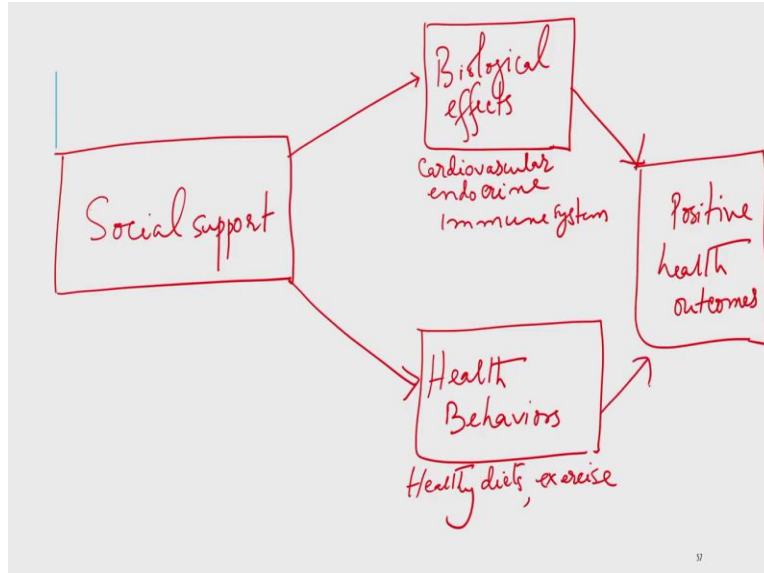 Biological
effects
Cardiovascular
endocrine
Immune System
Social support
Positive
health
outcomes
Health
Behaviors
Healthy diets, exercise
57